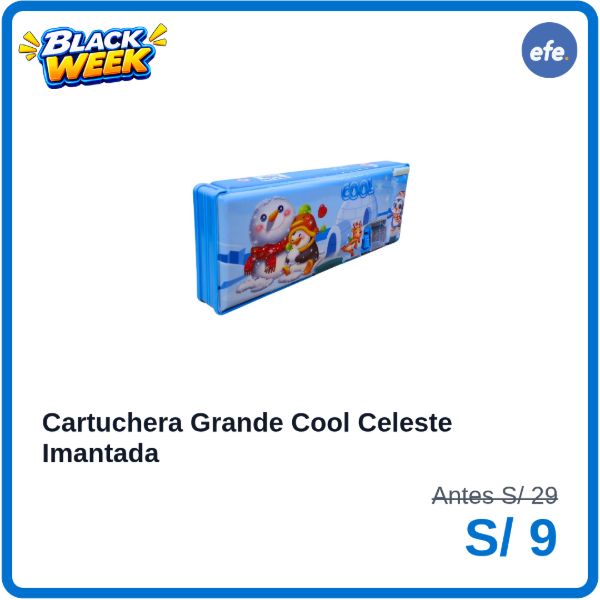 BLACK
WEEK
efe.
COOL
Cartuchera Grande Cool Celeste
Imantada
Antes S/ 29
S/ 9